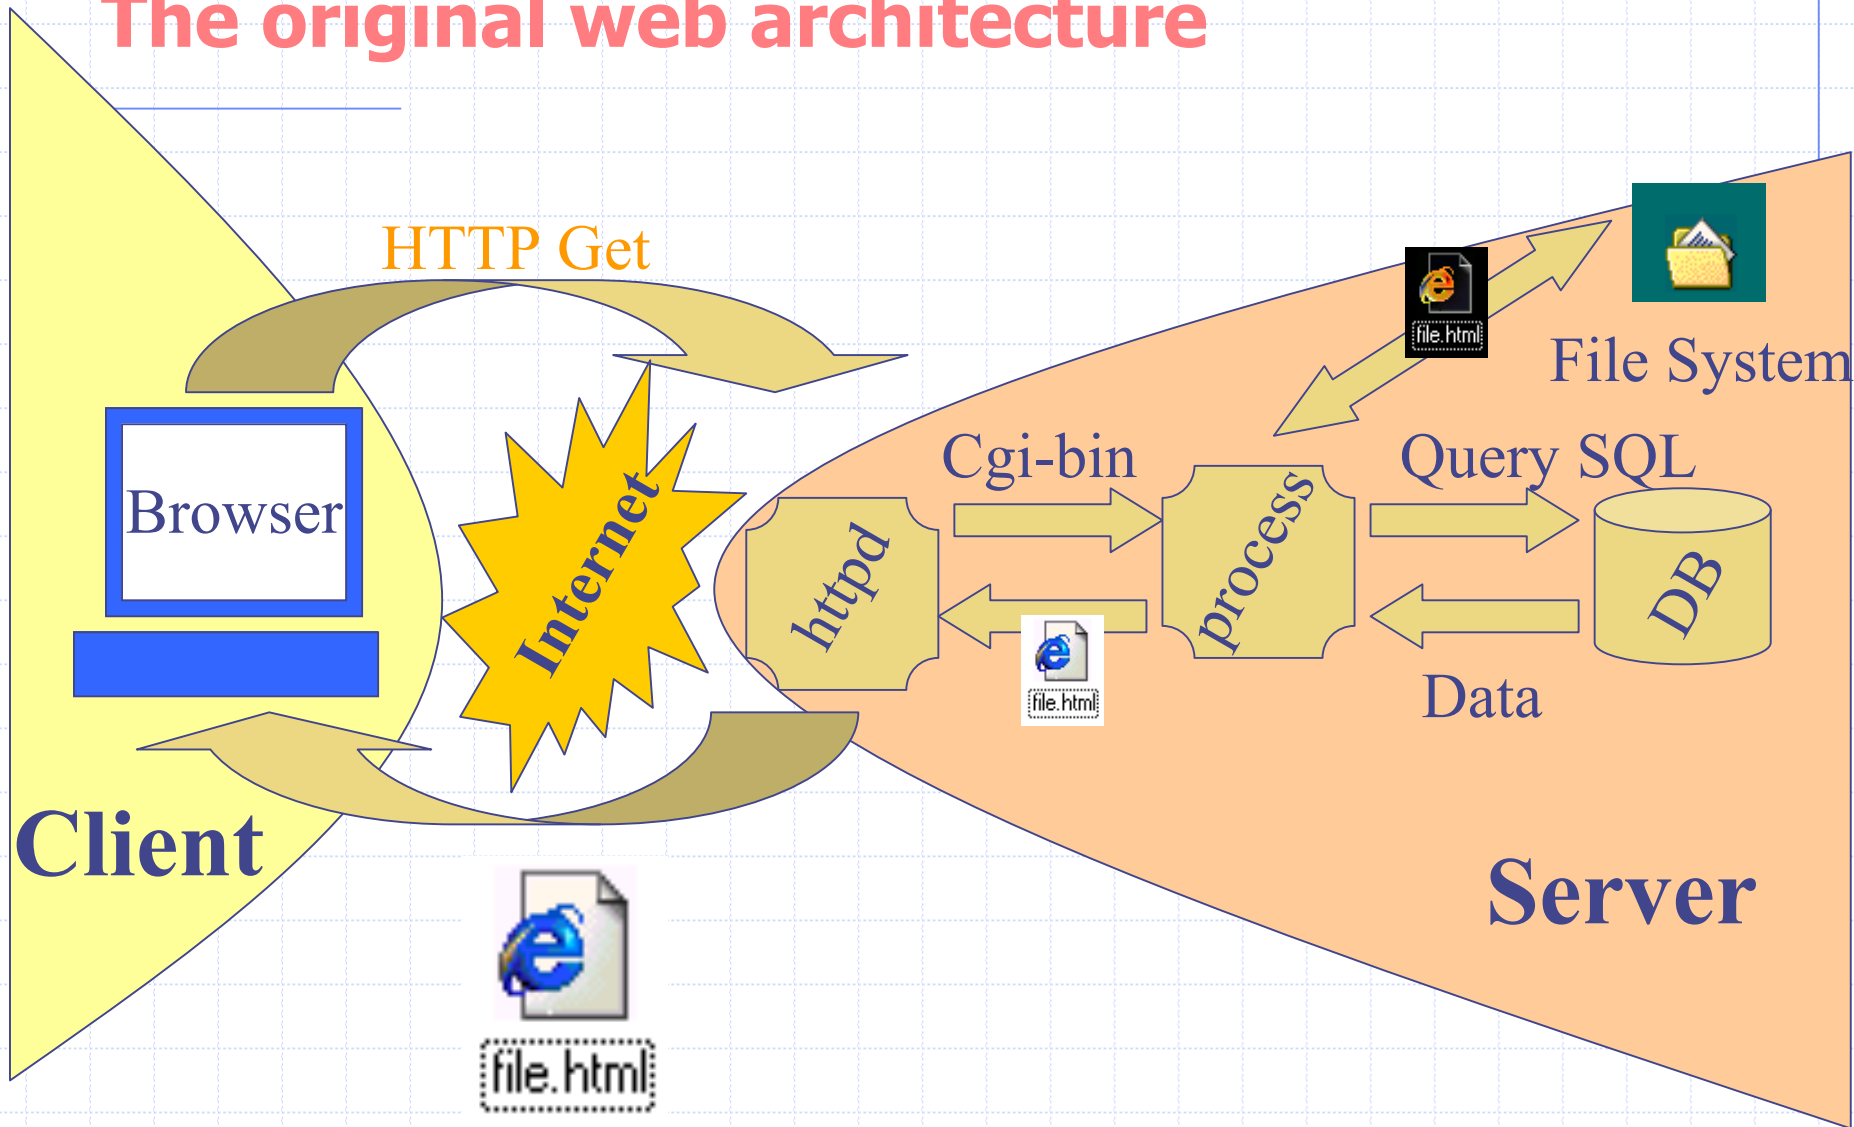 The original web architecture
HTTP Get
file.html
File System
Cgi-bin
Query SQL
Browser
Internet
httpd
process
DB
file.html
Data
Client
Server
file.html